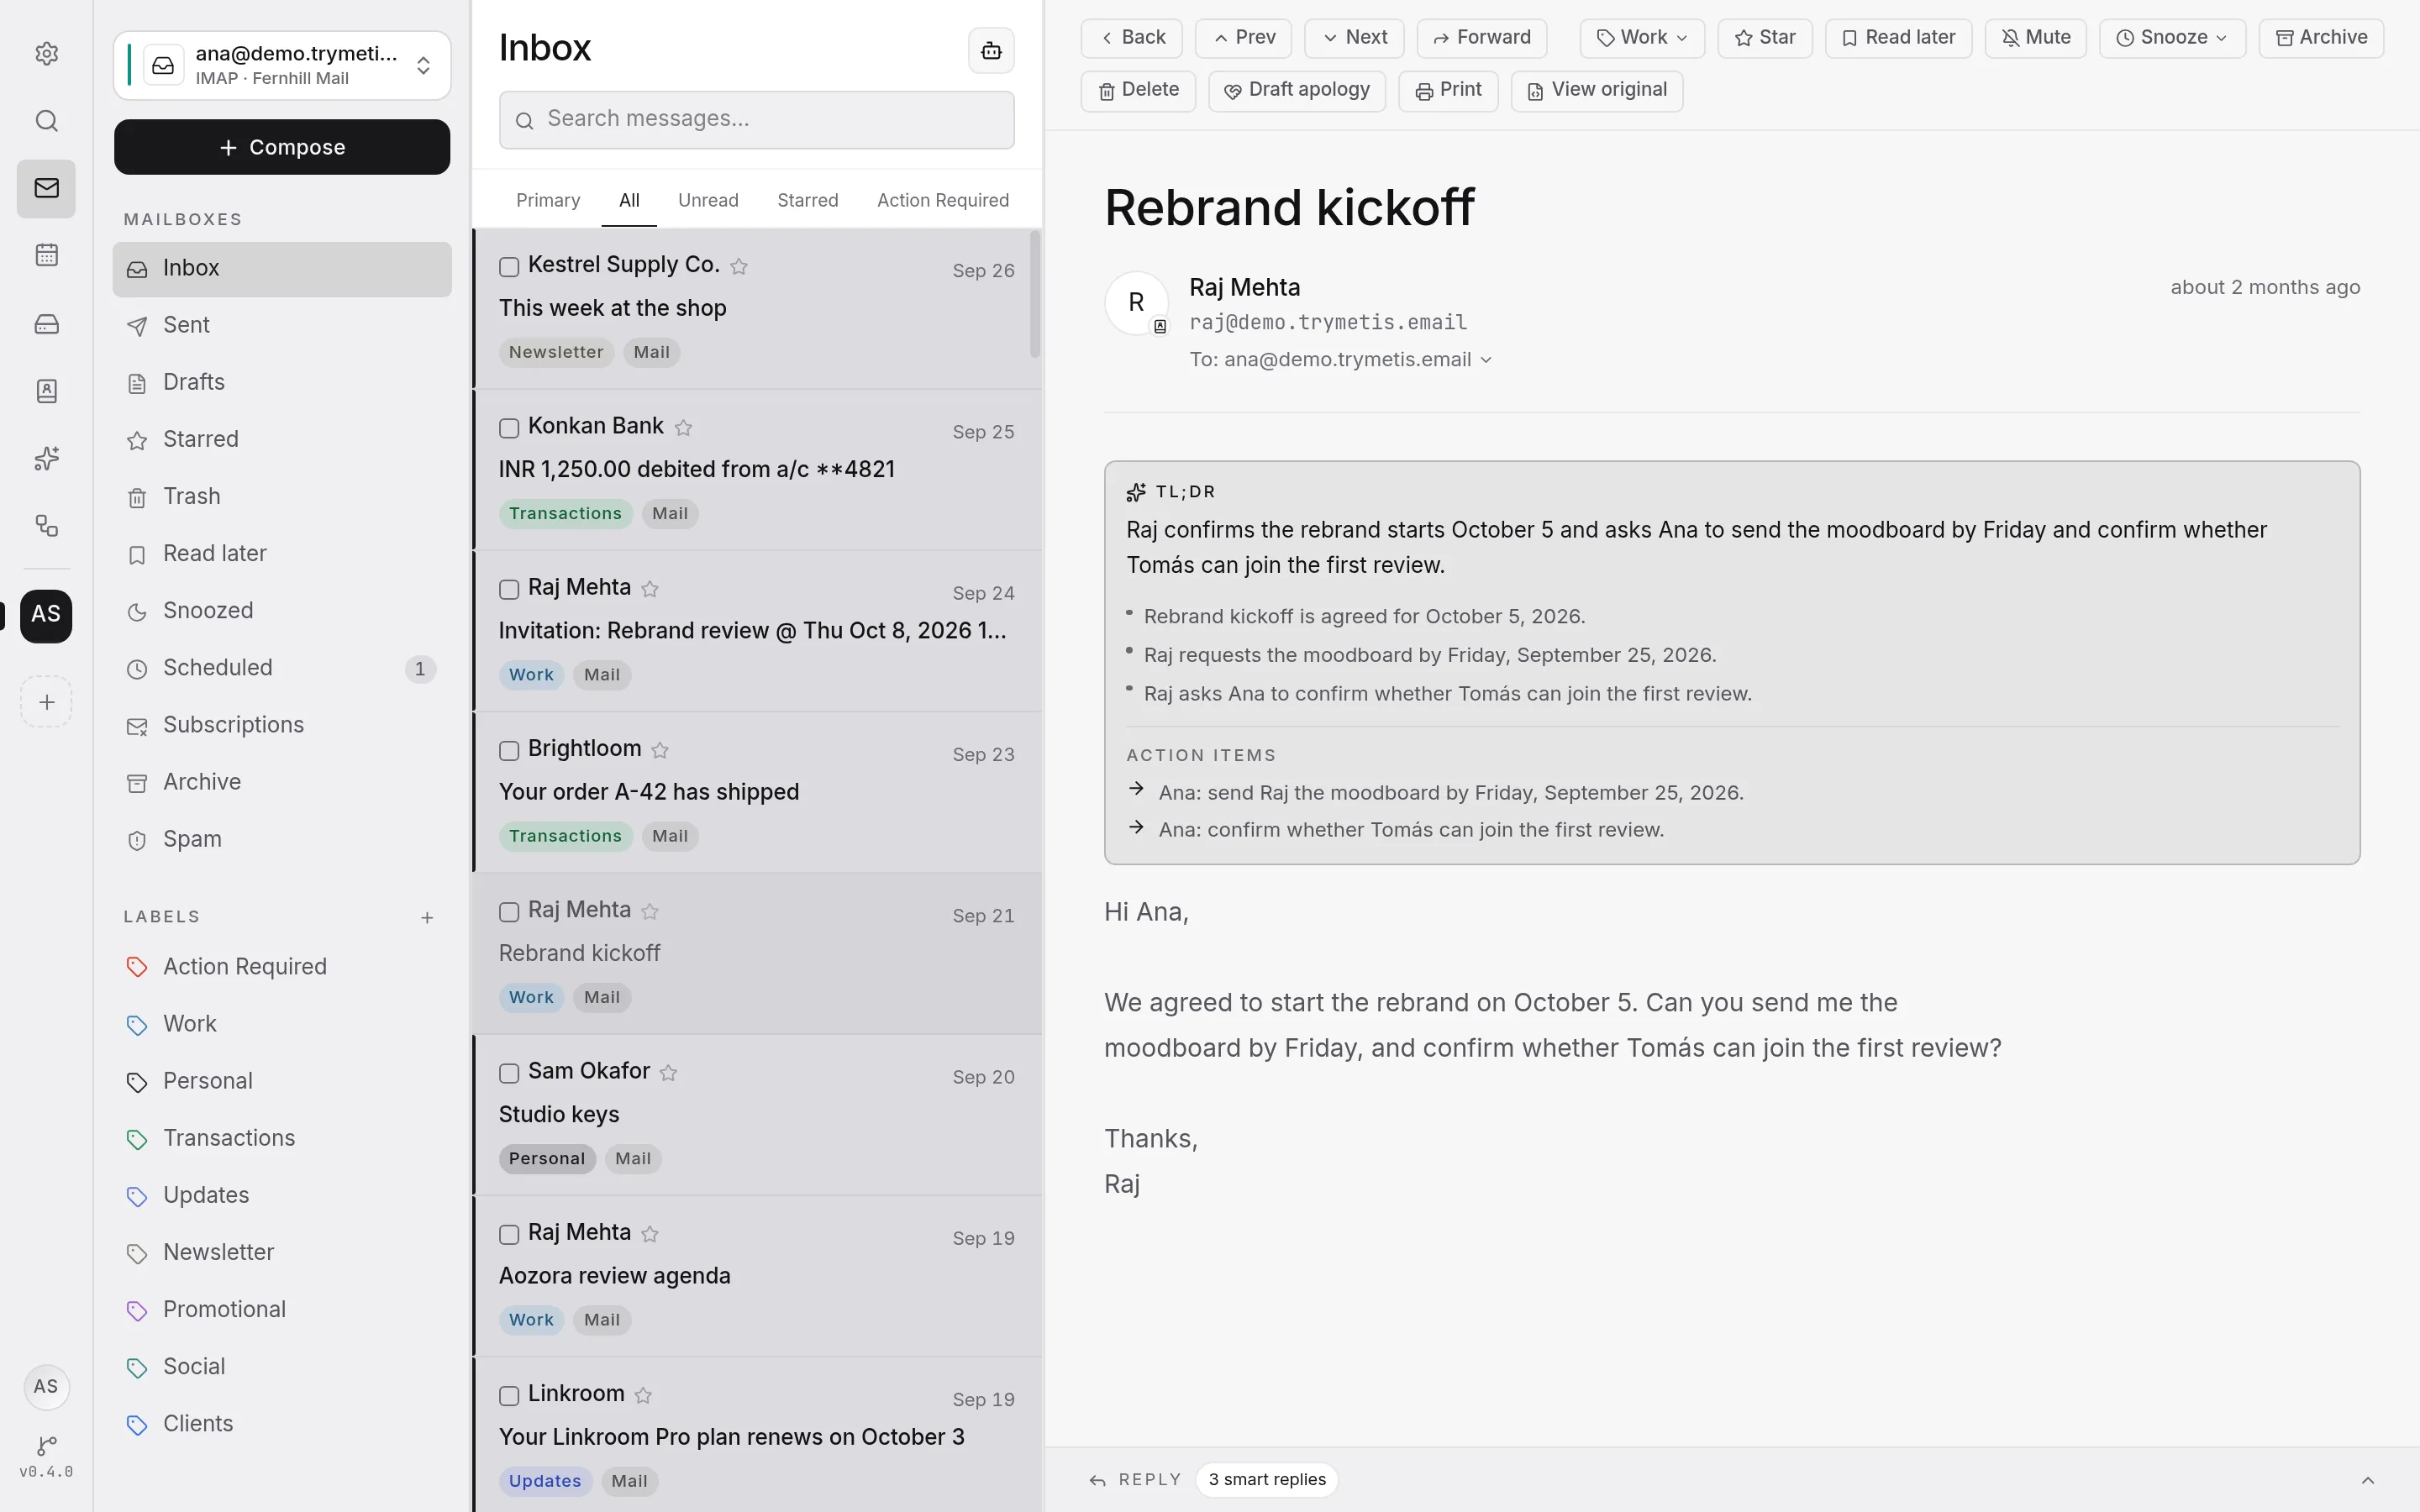 ana@demo.trymeti...
IMAP · Fernhill Mail
Compose
MAILBOXES
Inbox
Sent
Drafts
Starred
Trash
Read later
Snoozed
Scheduled 1
Subscriptions
Archive
Spam
LABELS
Action Required
Work
Personal
Transactions
Updates
Newsletter
Promotional
Social
Clients
AS
AS
v0.4.0
Inbox
Search messages...
Primary All Unread Starred Action Required
Kestrel Supply Co. Sep 26
This week at the shop
Newsletter Mail
Konkan Bank Sep 25
INR 1,250.00 debited from a/c **4821
Transactions Mail
Raj Mehta Sep 24
Invitation: Rebrand review @ Thu Oct 8, 2026 1...
Work Mail
Brightloom Sep 23
Your order A-42 has shipped
Transactions Mail
Raj Mehta Sep 21
Rebrand kickoff
Work Mail
Sam Okafor Sep 20
Studio keys
Personal Mail
Raj Mehta Sep 19
Aozora review agenda
Work Mail
Linkroom Sep 19
Your Linkroom Pro plan renews on October 3
Updates Mail
Back Prev Next Forward Work Star Read later Mute Snooze Archive
Delete Draft apology Print View original
Rebrand kickoff
R
Raj Mehta about 2 months ago
raj@demo.trymetis.email
To: ana@demo.trymetis.email
TL;DR
Raj confirms the rebrand starts October 5 and asks Ana to send the moodboard by Friday and confirm whether
Tomás can join the first review.
Rebrand kickoff is agreed for October 5, 2026.
Raj requests the moodboard by Friday, September 25, 2026.
Raj asks Ana to confirm whether Tomás can join the first review.
ACTION ITEMS
Ana: send Raj the moodboard by Friday, September 25, 2026.
Ana: confirm whether Tomás can join the first review.
Hi Ana,
We agreed to start the rebrand on October 5. Can you send me the
moodboard by Friday, and confirm whether Tomás can join the first review?
Thanks,
Raj
REPLY 3 smart replies